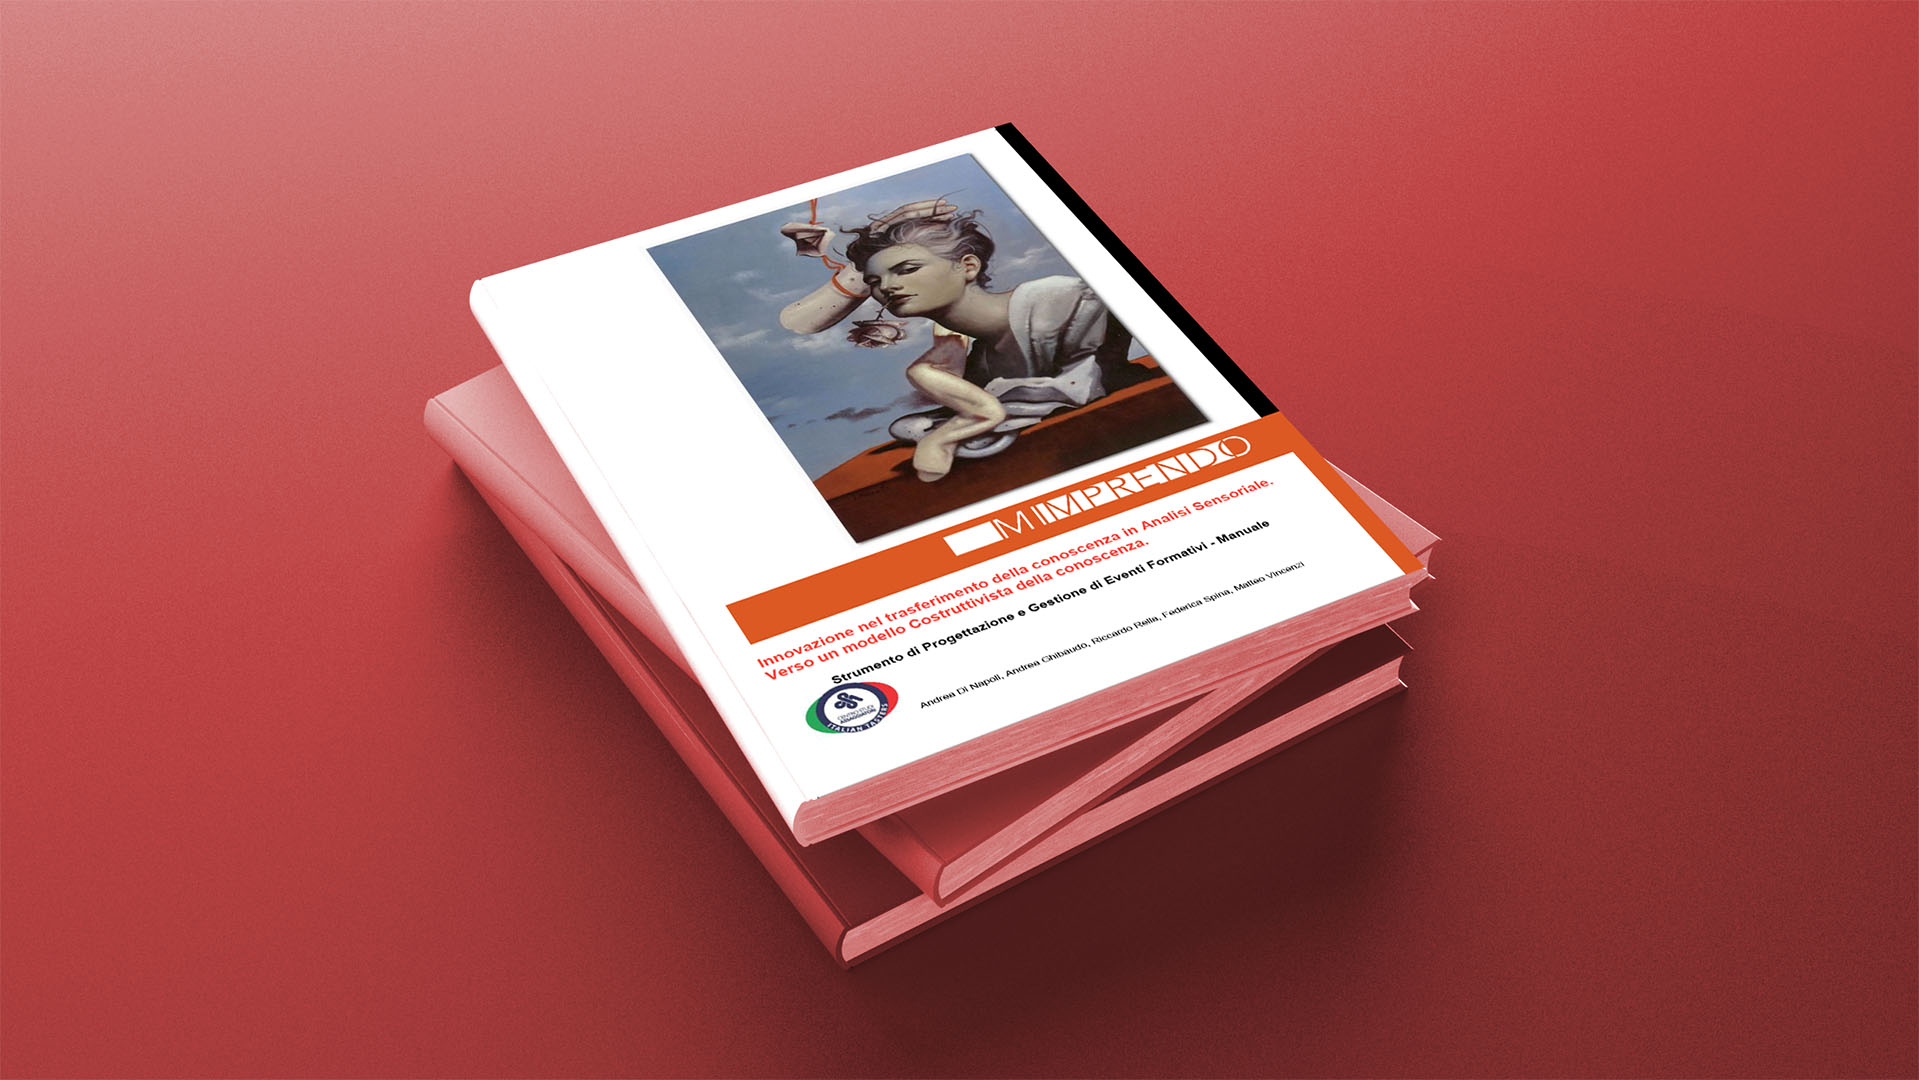 MIMPRENDO
Innovazione nel trasferimento della conoscenza in Analisi Sensoriale.
Verso un modello Costruttivista della conoscenza.
Strumento di Progettazione e Gestione di Eventi Formativi - Manuale
Andrea Di Napoli, Andrea Ghibaudo, Riccardo Rella, Federica Spina, Matteo Vincenzi
CENTRO STUDI
ASSAGGIATORI
ITALIAN TASTERS